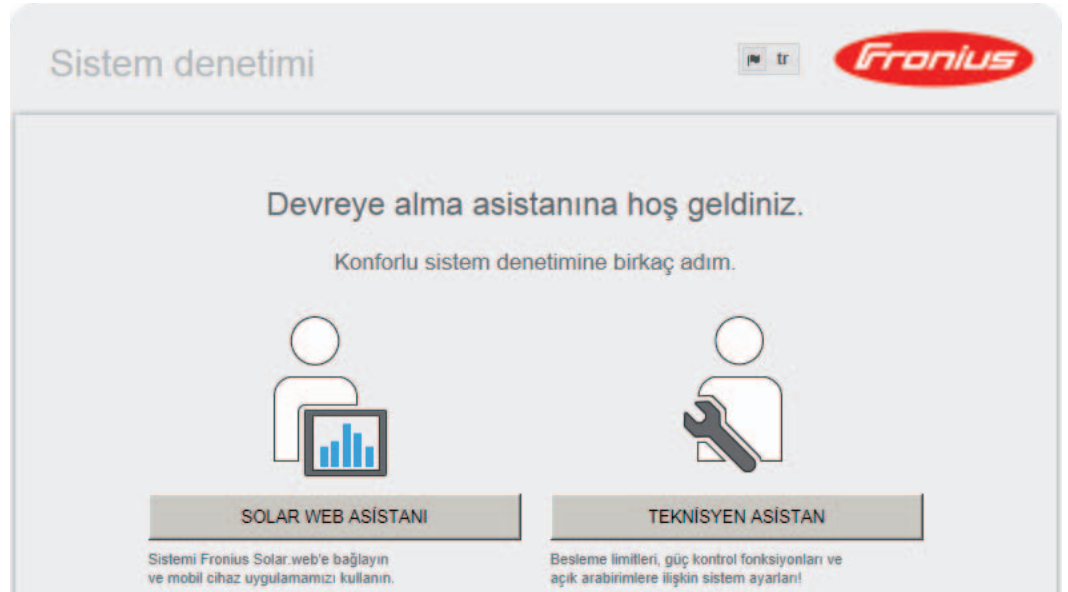 Sistem denetimi
tr
Fronius
Devreye alma asistanına hoş geldiniz.
Konforlu sistem denetimine birkaç adım.
SOLAR WEB ASİSTANI
TEKNİSYEN ASİSTAN
Sistemi Fronius Solar.web'e bağlayın
ve mobil cihaz uygulamamızı kullanın.
Besleme limitleri, güç kontrol fonksiyonları ve
açık arabirimlere ilişkin sistem ayarları!